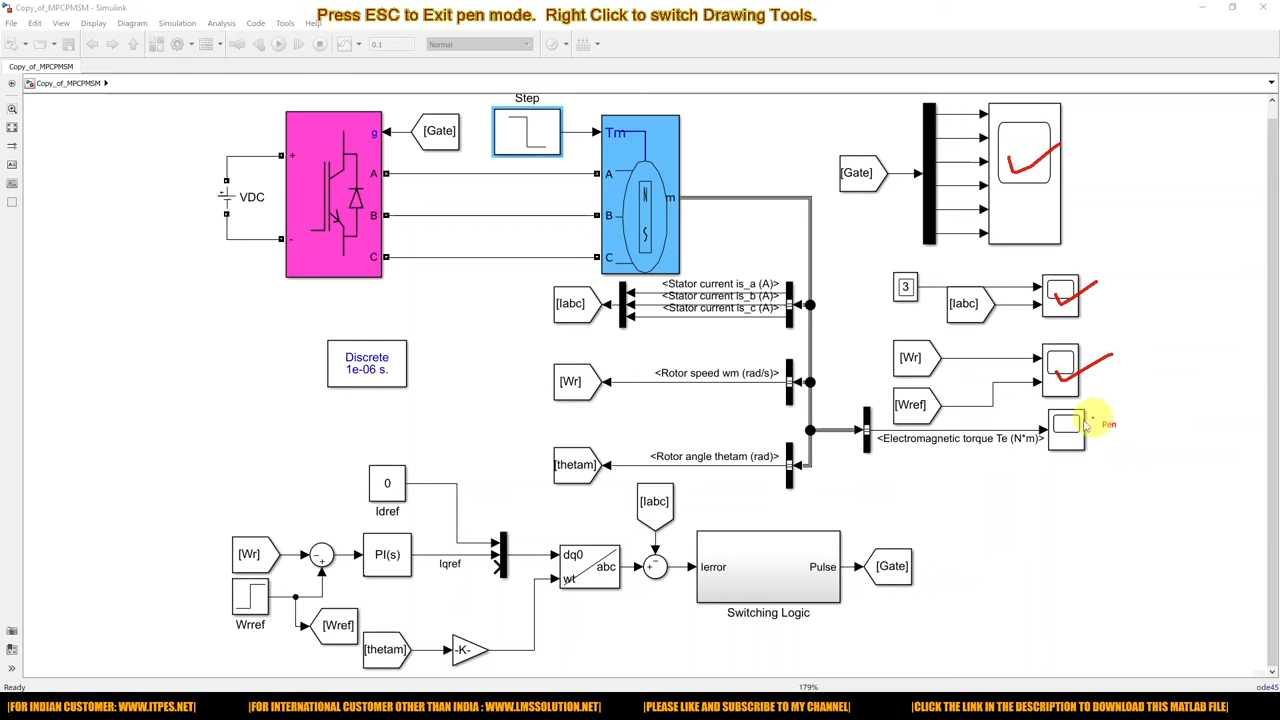 Copy_of_MPCPMSM - Simulink
Press ESC to Exit pen mode.  Right Click to switch Drawing Tools.
File Edit View Display Diagram Simulation Analysis Code Tools Help
0.1 Normal
Copy_of_MPCPMSM
Copy_of_MPCPMSM
Step
g [Gate] Tm
+ A A m [Gate]
VDC
B B N S
- C C
<Stator current is_a (A)>
<Stator current is_b (A)>
<Stator current is_c (A)>
[Iabc] 3 [Iabc]
Discrete
1e-06 s.
[Wr] <Rotor speed wm (rad/s)> [Wr]
[Wref]
Pen
<Electromagnetic torque Te (N*m)>
[thetam] <Rotor angle thetam (rad)>
0
Idref
[Iabc]
[Wr] - + PI(s) Iqref dq0 abc wt + - Ierror Pulse [Gate]
Switching Logic
Wrref
[Wref]
[thetam] -K-
Ready 179% ode45
|FOR INDIAN CUSTOMER: WWW.ITPES.NET| |FOR INTERNATIONAL CUSTOMER OTHER THAN INDIA : WWW.LMSSOLUTION.NET| |PLEASE LIKE AND SUBSCRIBE TO MY CHANNEL| |CLICK THE LINK IN THE DESCRIPTION TO DOWNLOAD THIS MATLAB FILE|